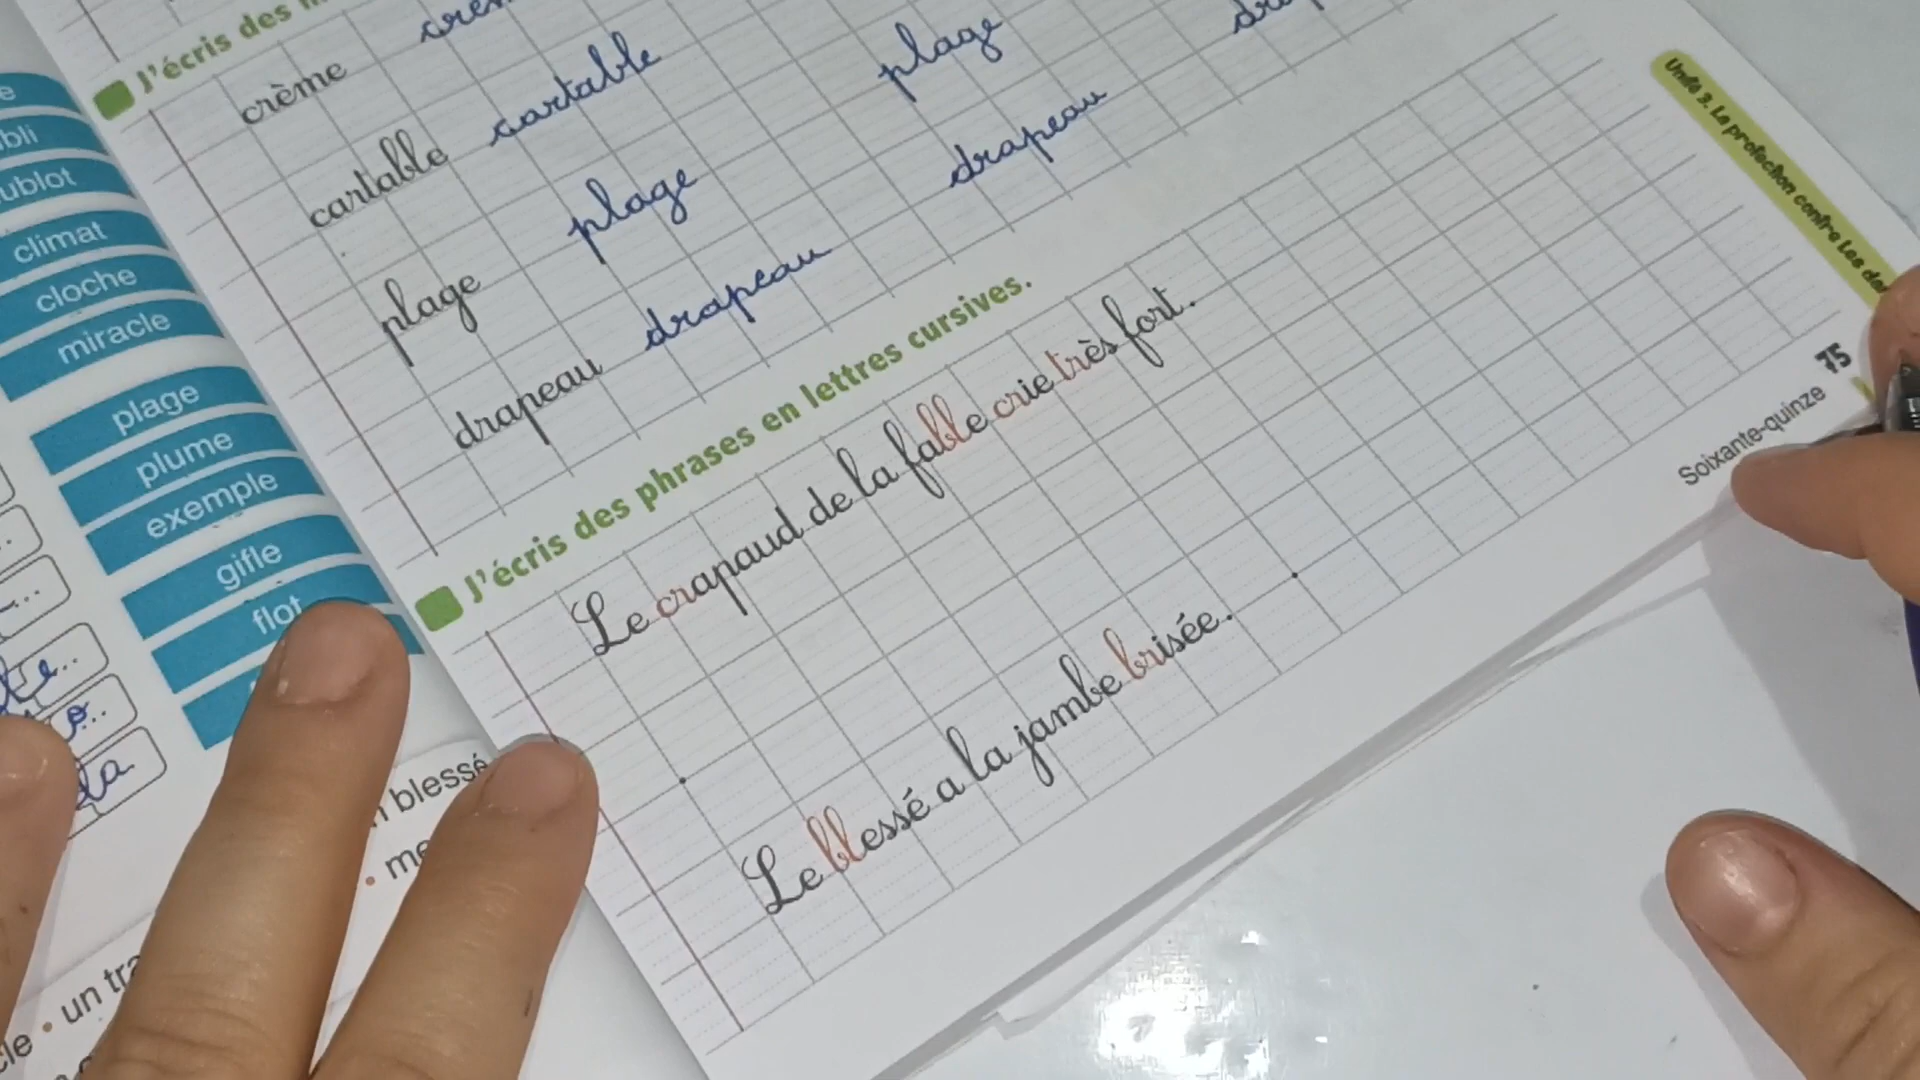 J'écris des
crème
cartable cartable plage
plage plage drapeau
drapeau drapeau
J'écris des phrases en lettres cursives.
Le crapaud de la fable crie très fort.
Le blessé a la jambe brisée.
Soixante-quinze 75
Unité 3. La protection contre Les
climat
cloche
miracle
plage
plume
exemple
gifle
flot
blessé
un